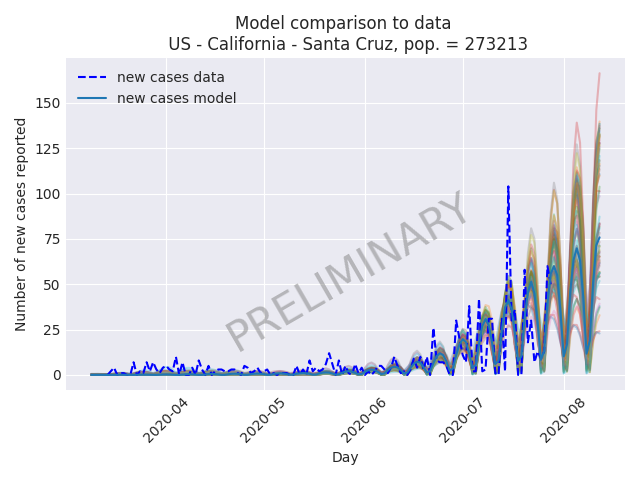 Model comparison to data
US - California - Santa Cruz, pop. = 273213
new cases data
new cases model
PRELIMINARY
Number of new cases reported
150
125
100
75
50
25
0
2020-04
2020-05
2020-06
2020-07
2020-08
Day